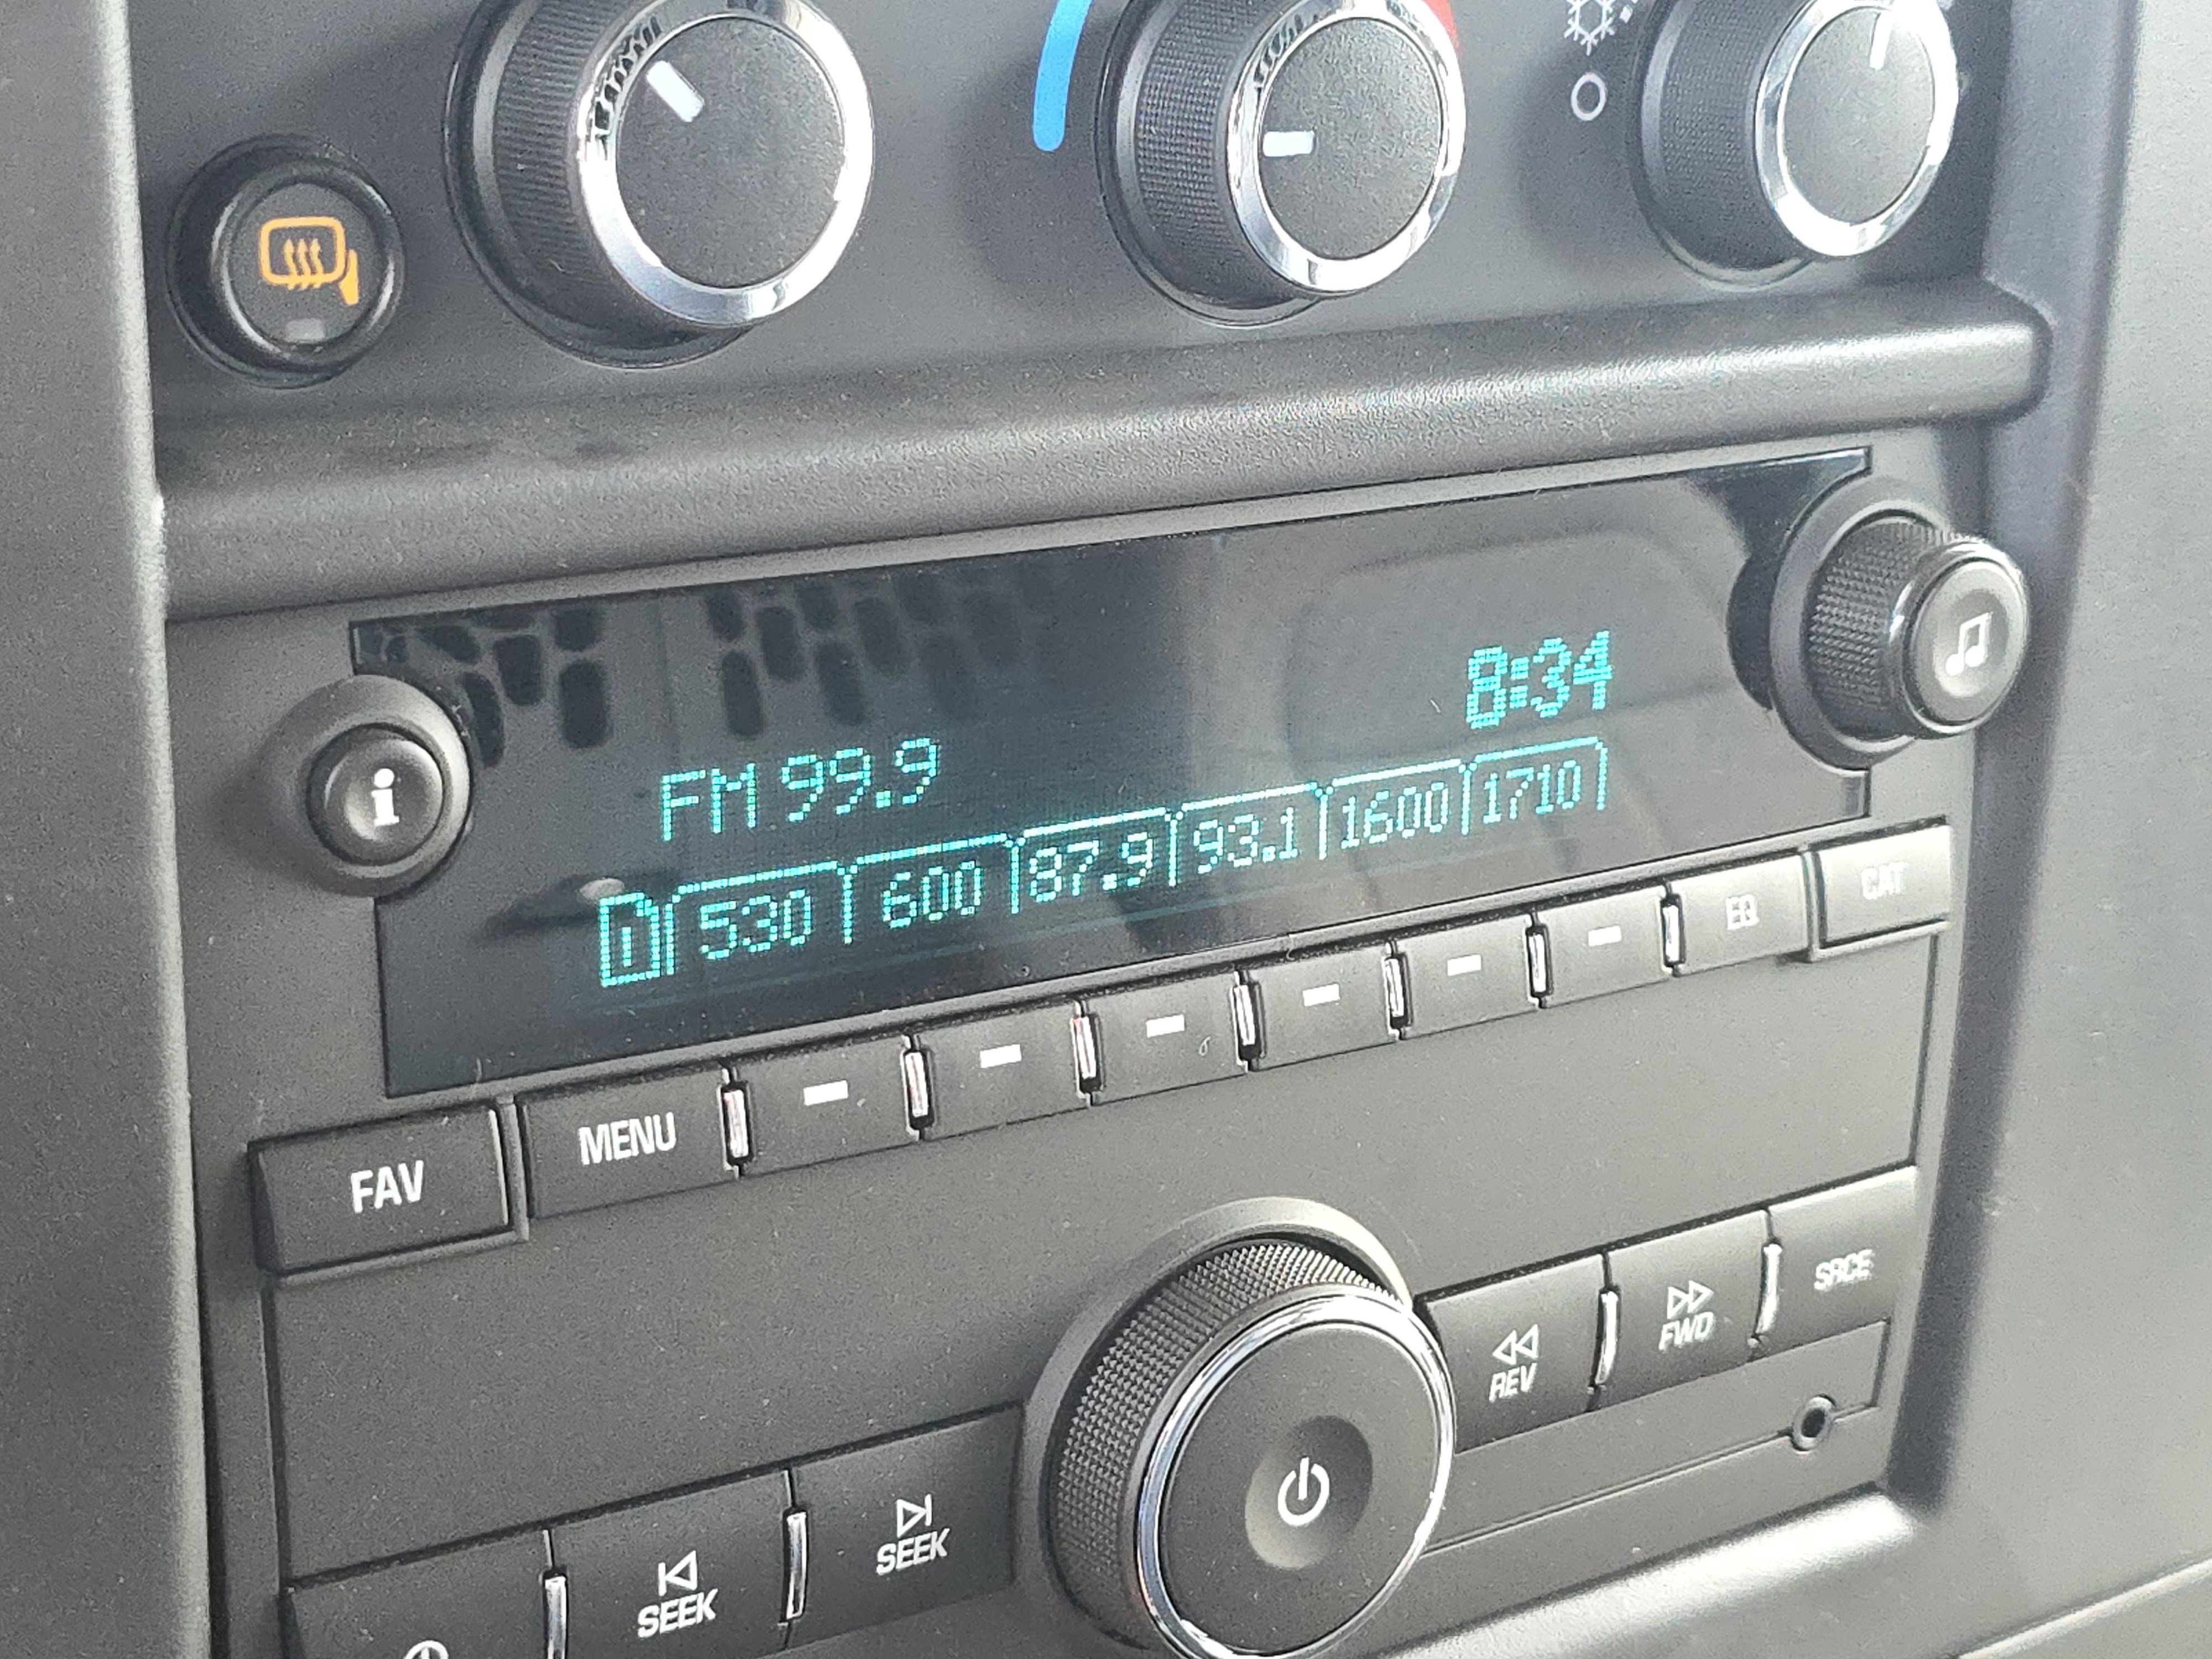 8:34
FM 99.9
1 530 600 87.9 93.1 1600 1710
i
FAV MENU EQ CAT
REV FWD SRCE
SEEK SEEK